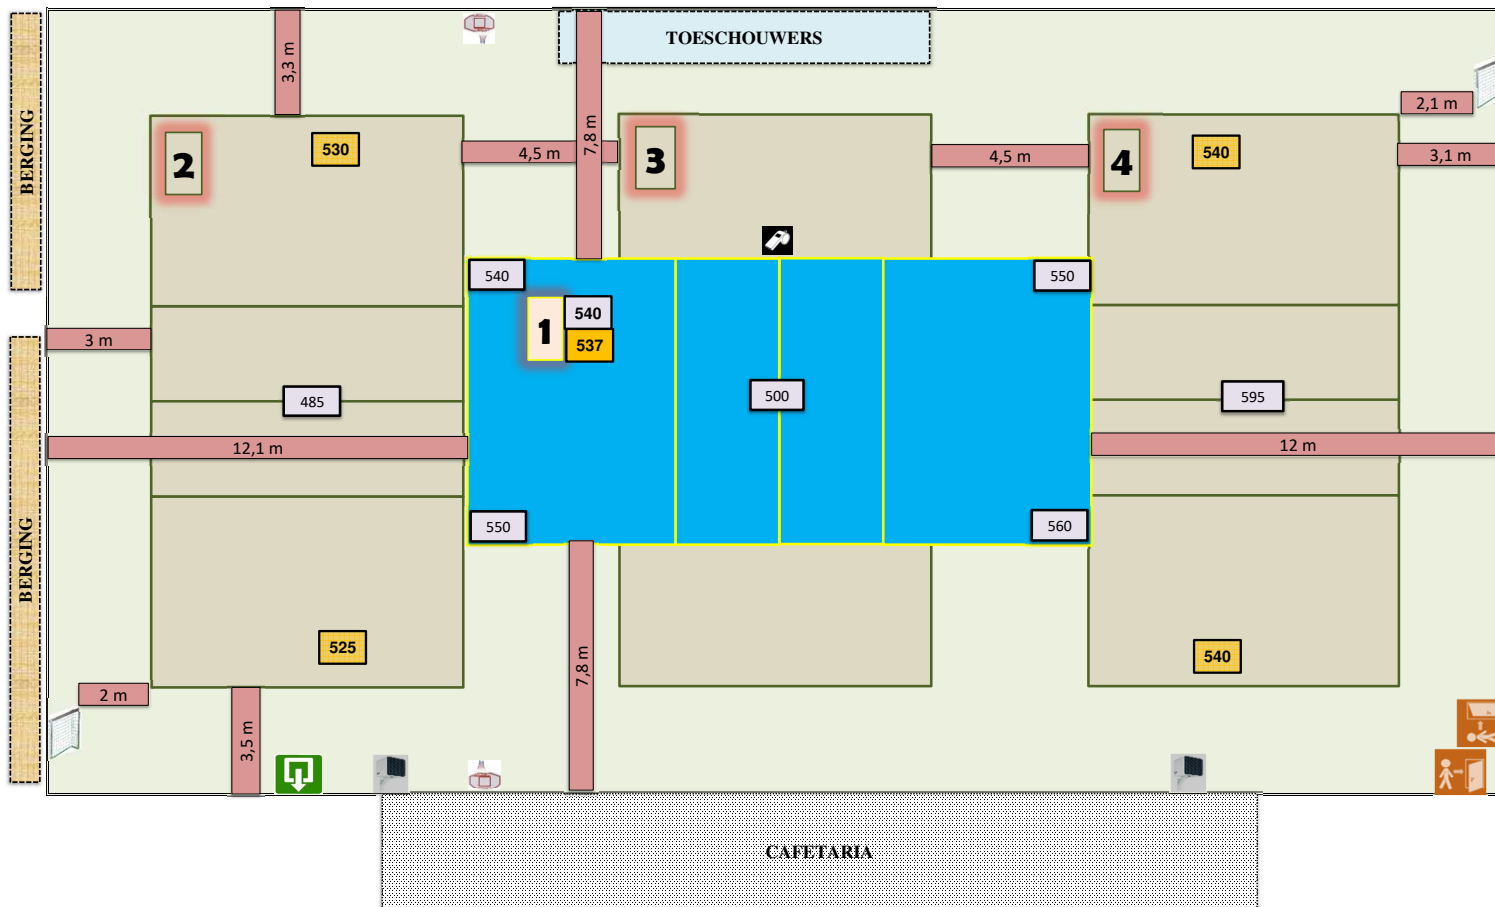 TOESCHOUWERS
BERGING
3,3 m
7,8 m
2,1 m
2
530
4,5 m
3
4,5 m
4
540
3,1 m
540
550
1
540
537
3 m
485
500
595
12,1 m
12 m
550
560
BERGING
525
7,8 m
540
2 m
3,5 m
CAFETARIA